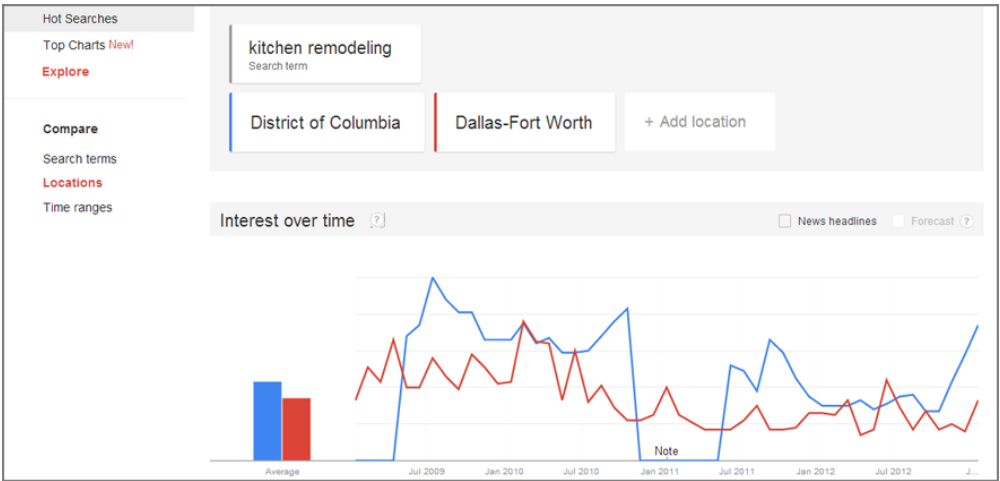 Hot Searches
Top Charts New!
Explore
Compare
Search terms
Locations
Time ranges
kitchen remodeling
Search term
District of Columbia
Dallas-Fort Worth
+ Add location
Interest over time ?
News headlines
Forecast ?
Note
Average
Jul 2009
Jan 2010
Jul 2010
Jan 2011
Jul 2011
Jan 2012
Jul 2012
J...